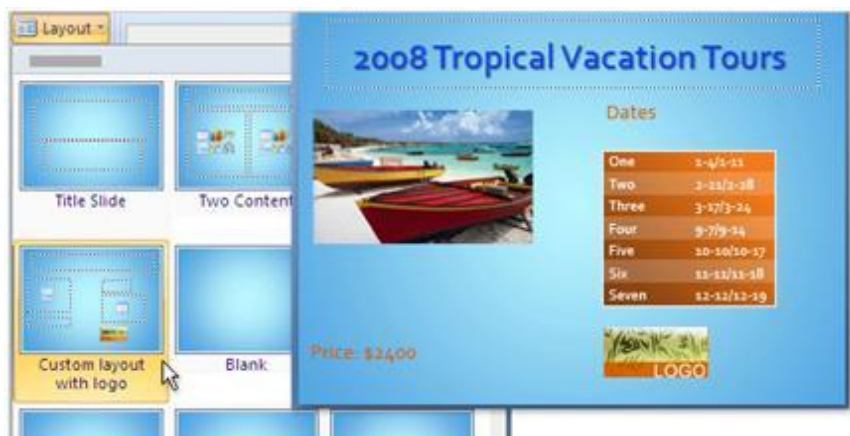 Layout
Title Slide
Two Content
Custom layout
with logo
Blank
2008 Tropical Vacation Tours
Dates
One 1-4/1-11
Two 2-21/2-28
Three 3-17/3-24
Four 9-7/9-14
Five 10-10/10-17
Six 11-11/11-18
Seven 12-12/12-19
Price: $2400
LOGO